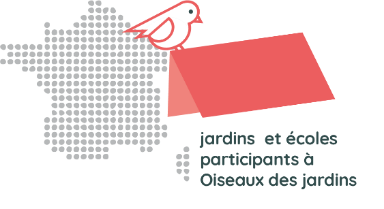 jardins et écoles
participants à
Oiseaux des jardins